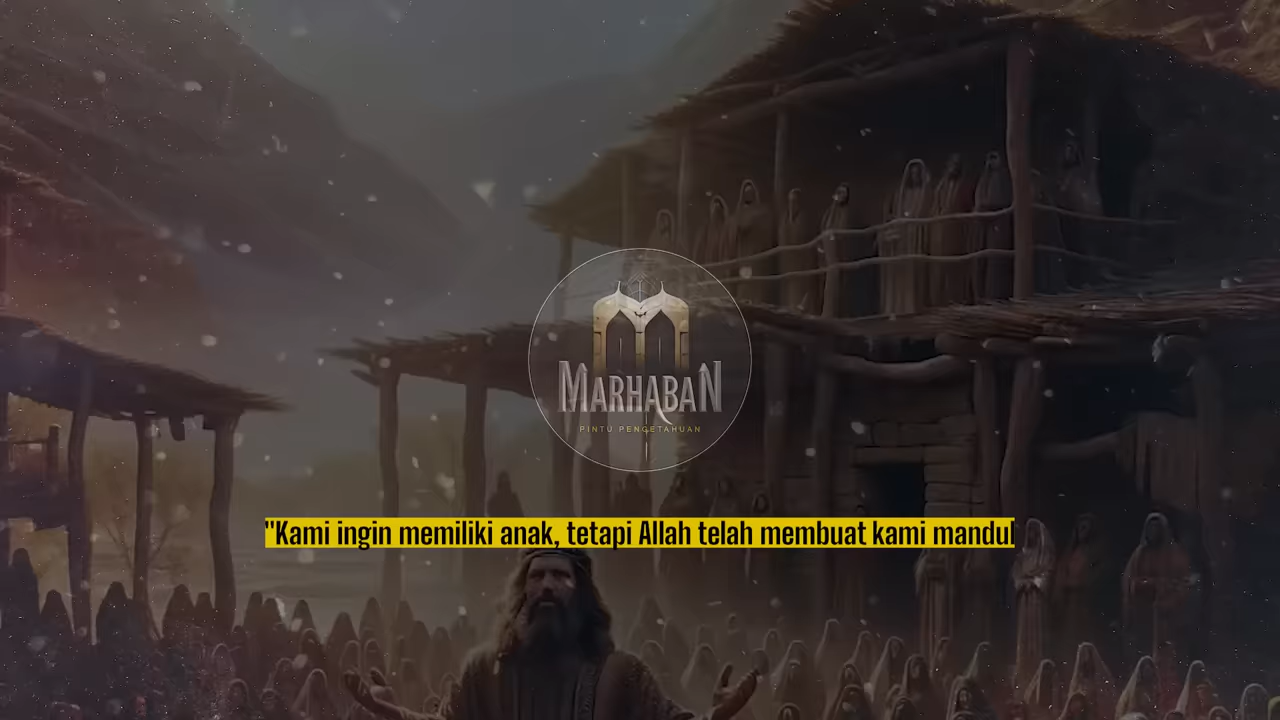 MARHABAN
PINTU PENGETAHUAN
"Kami ingin memiliki anak, tetapi Allah telah membuat kami mandul